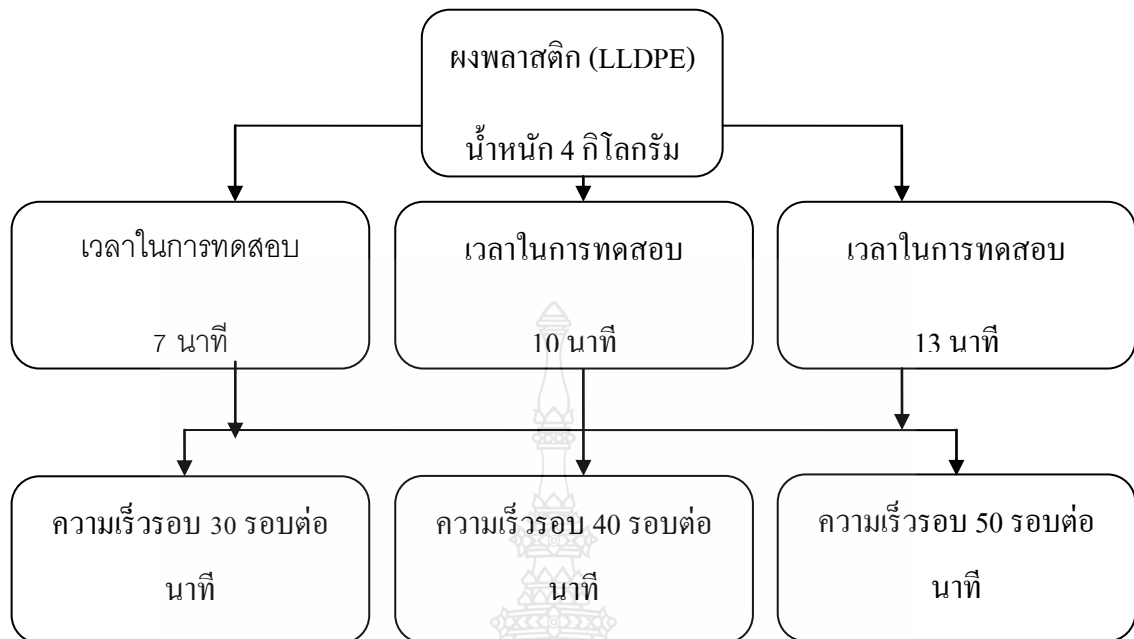 ผงพลาสติก (LLDPE)
น้ำหนัก 4 กิโลกรัม
เวลาในการทดสอบ
7 นาที
เวลาในการทดสอบ
10 นาที
เวลาในการทดสอบ
13 นาที
ความเร็วรอบ 30 รอบต่อ
นาที
ความเร็วรอบ 40 รอบต่อ
นาที
ความเร็วรอบ 50 รอบต่อ
นาที